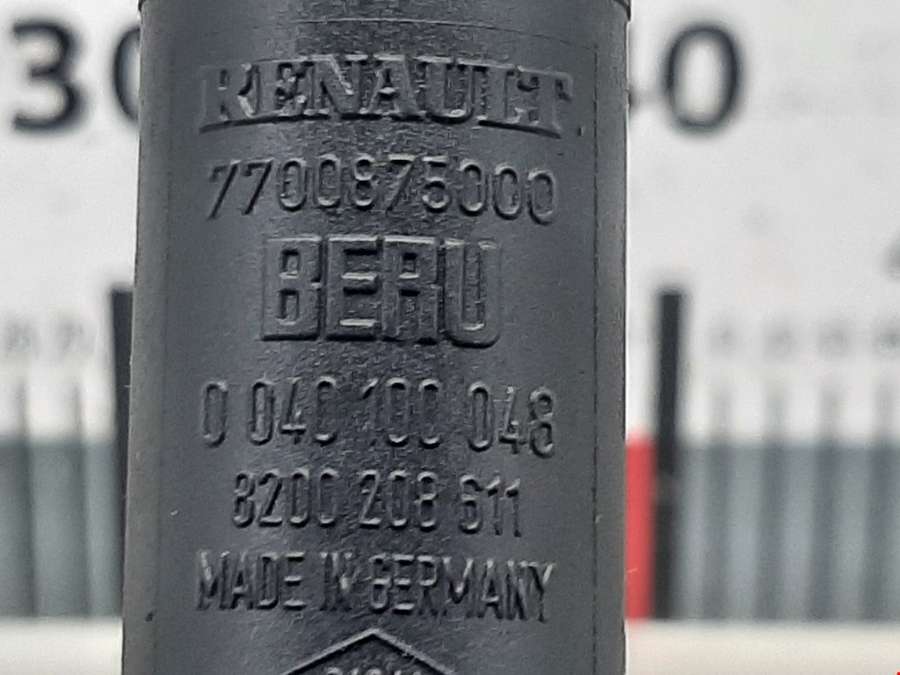 RENAULT
7700875000
BERU
0 040 100 048
8200 208 611
MADE IN GERMANY